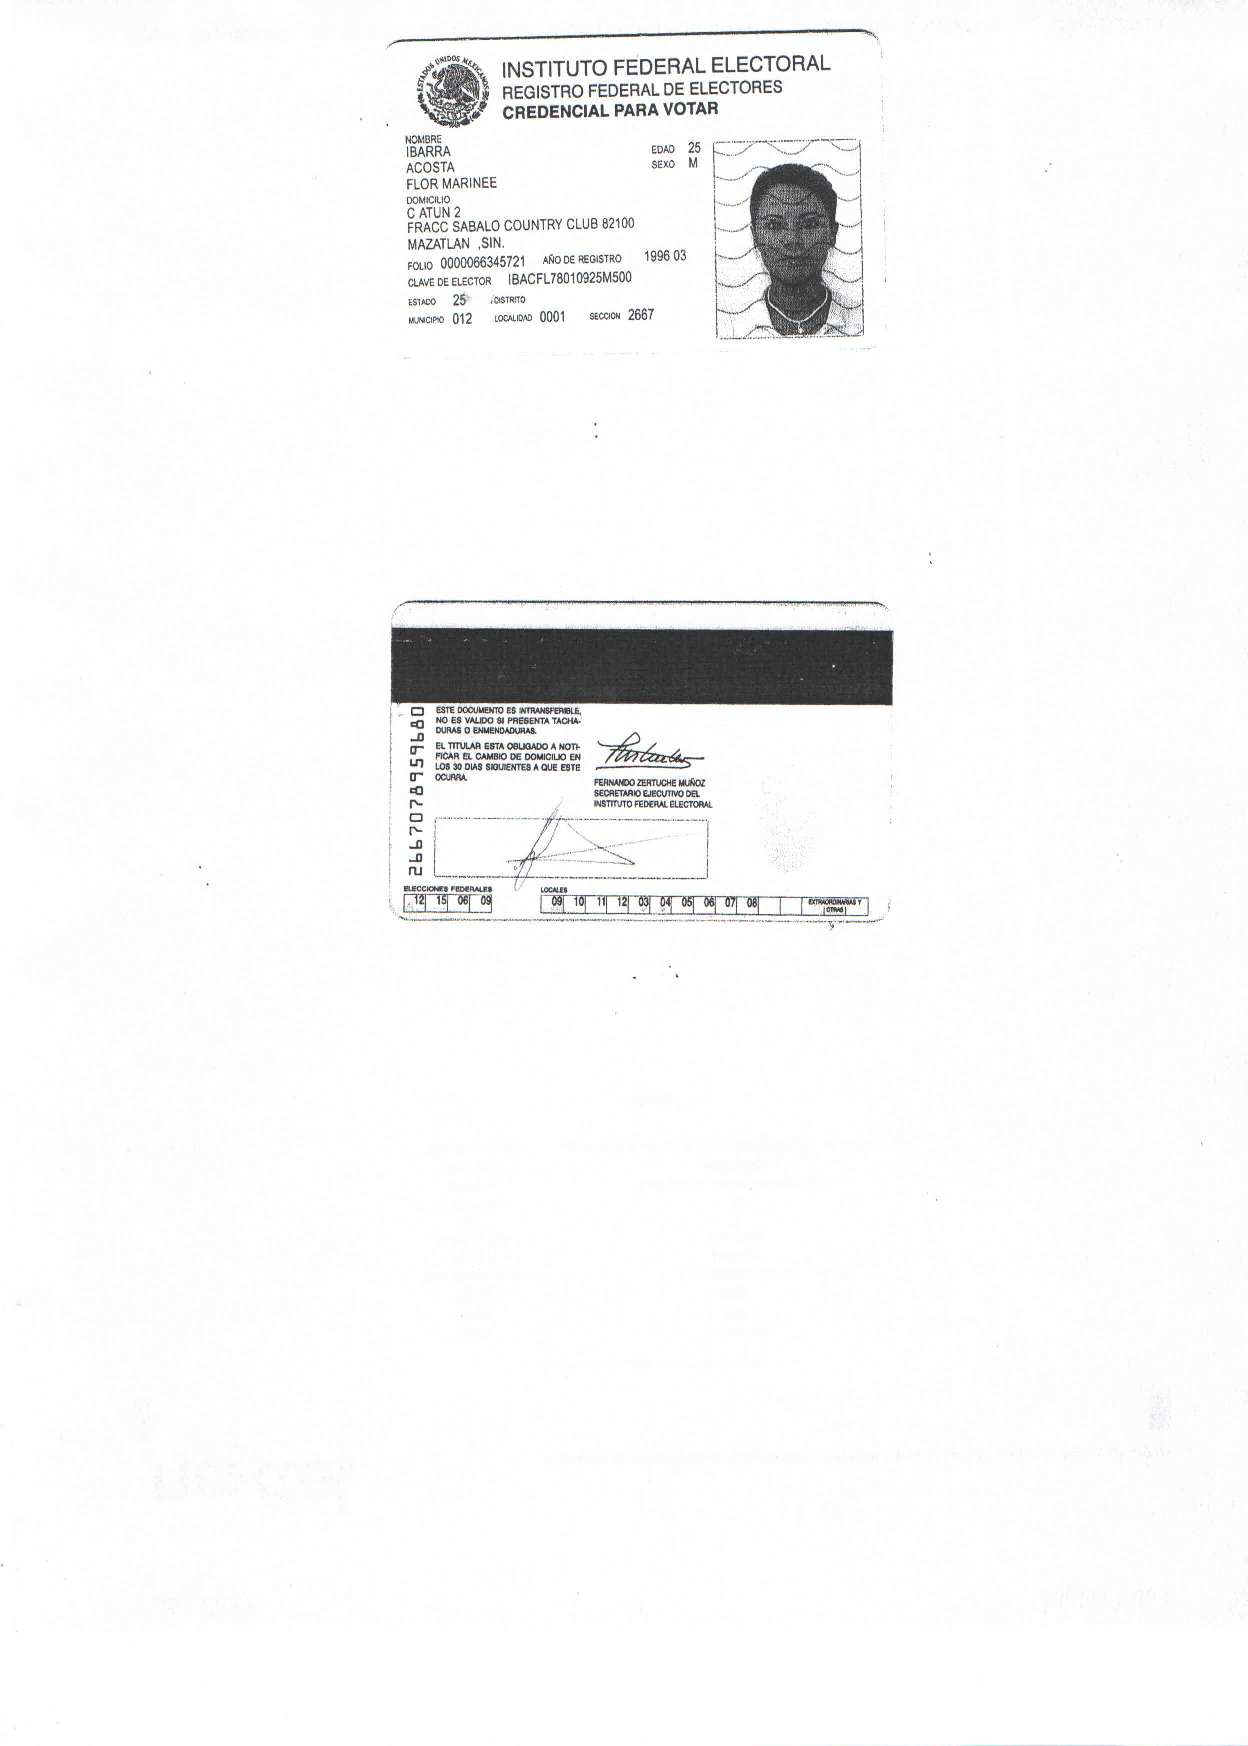 ESTADOS UNIDOS MEXICANOS
INSTITUTO FEDERAL ELECTORAL
REGISTRO FEDERAL DE ELECTORES
CREDENCIAL PARA VOTAR
NOMBRE
IBARRA
ACOSTA
FLOR MARINEE
EDAD 25
SEXO M
DOMICILIO
C ATUN 2
FRACC SABALO COUNTRY CLUB 82100
MAZATLAN ,SIN.
FOLIO 0000066345721 AÑO DE REGISTRO 1996 03
CLAVE DE ELECTOR IBACFL78010925M500
ESTADO 25 DISTRITO
MUNICIPIO 012 LOCALIDAD 0001 SECCION 2667
ESTE DOCUMENTO ES INTRANSFERIBLE,
NO ES VALIDO SI PRESENTA TACHA-
DURAS O ENMENDADURAS.
EL TITULAR ESTA OBLIGADO A NOTI-
FICAR EL CAMBIO DE DOMICILIO EN
LOS 30 DIAS SIGUIENTES A QUE ESTE
OCURRA.
FERNANDO ZERTUCHE MUÑOZ
SECRETARIO EJECUTIVO DEL
INSTITUTO FEDERAL ELECTORAL
ELECCIONES FEDERALES
12 15 06 09
LOCALES
09 10 11 12 03 04 05 06 07 08
EXTRAORDINARIAS Y
OTRAS